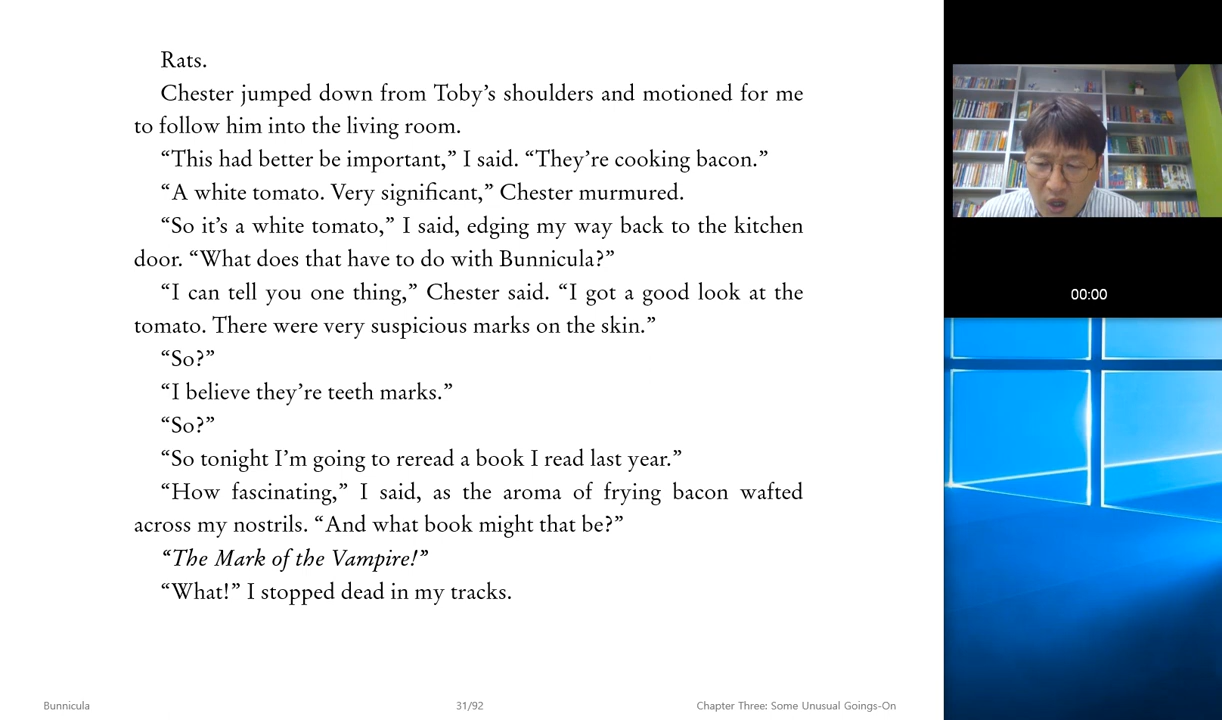 Rats.
Chester jumped down from Toby’s shoulders and motioned for me
to follow him into the living room.
“This had better be important,” I said. “They’re cooking bacon.”
“A white tomato. Very significant,” Chester murmured.
“So it’s a white tomato,” I said, edging my way back to the kitchen
door. “What does that have to do with Bunnicula?”
“I can tell you one thing,” Chester said. “I got a good look at the
tomato. There were very suspicious marks on the skin.”
“So?”
“I believe they’re teeth marks.”
“So?”
“So tonight I’m going to reread a book I read last year.”
“How fascinating,” I said, as the aroma of frying bacon wafted
across my nostrils. “And what book might that be?”
“The Mark of the Vampire!”
“What!” I stopped dead in my tracks.
Bunnicula
31/92
Chapter Three: Some Unusual Goings-On
00:00